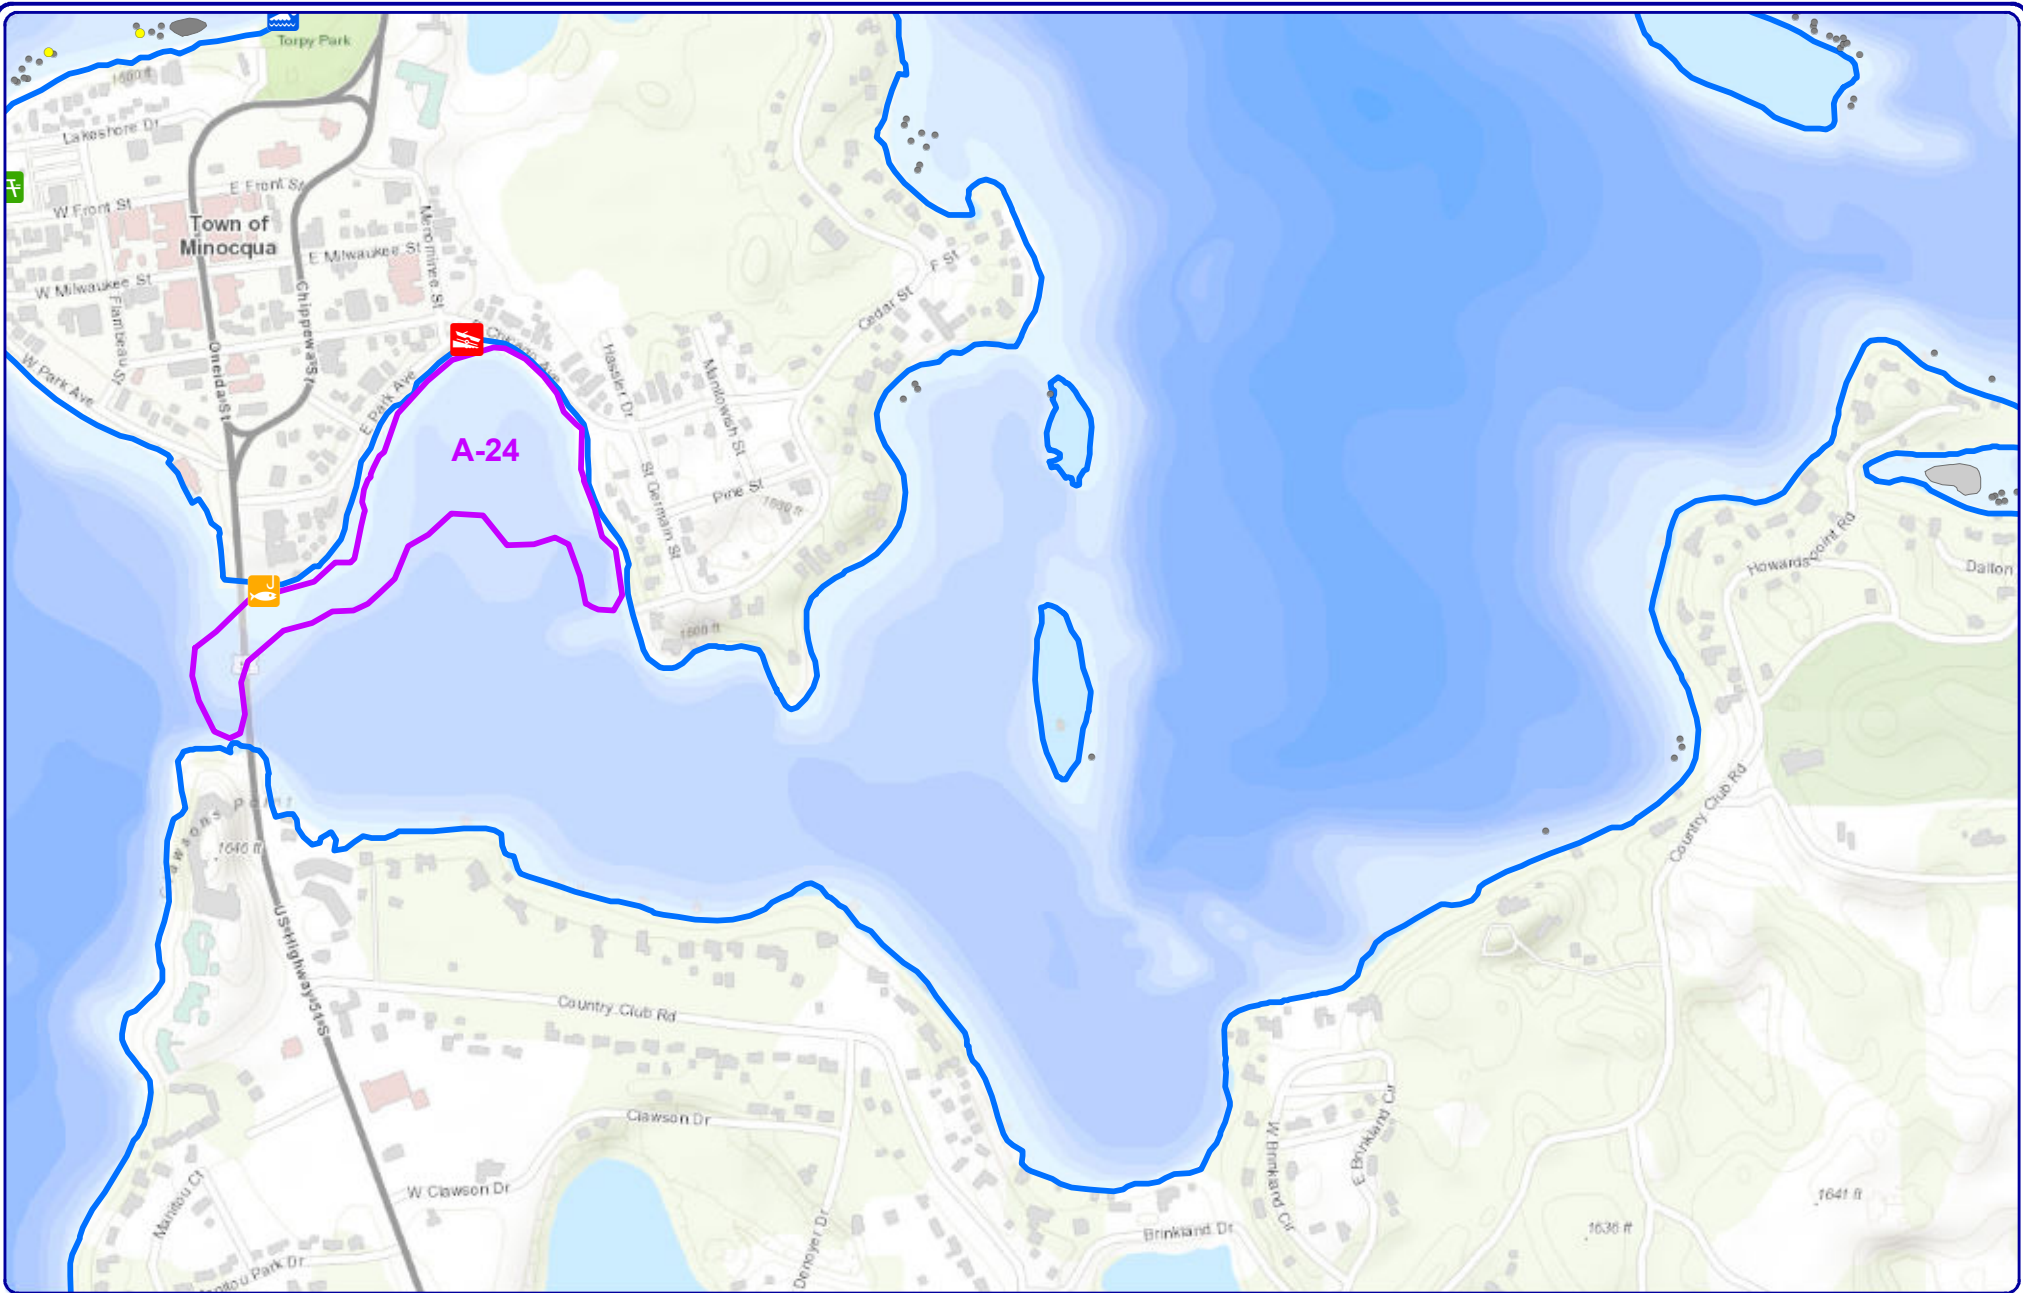 Torpy Park
1600 ft
Lakeshore Dr
E Front St
W Front St
Town of
Minocqua
Menominee St
E Milwaukee St
W Milwaukee St
Flambeau St
Oneida St
Chippewa St
W Park Ave
E Park Ave
E Chicago Ave
F St
Cedar St
Hassler Dr
Manitowish St
A-24
St Germain St
Pine St
1600 ft
1600 ft
Howards point Rd
Dalton
Clawsons Point
1646 ft
Country Club Rd
US Highway 51 S
Country Club Rd
Clawson Dr
W Clawson Dr
Manitou Ct
Manitou Park Dr
Denoyer Dr
Brinkland Dr
W Brinkland Cir
E Brinkland Cir
1641 ft
1636 ft